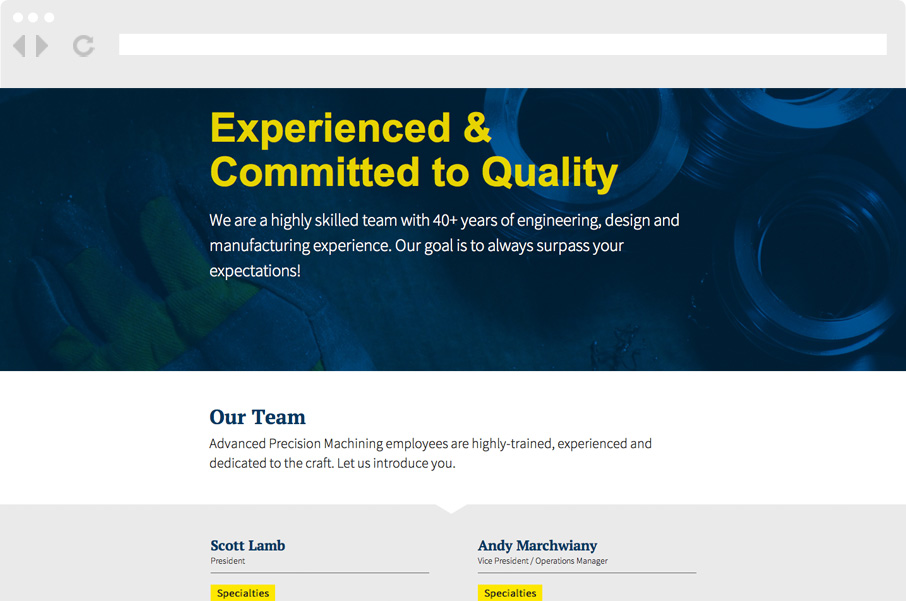 Experienced &
Committed to Quality
We are a highly skilled team with 40+ years of engineering, design and
manufacturing experience. Our goal is to always surpass your
expectations!
Our Team
Advanced Precision Machining employees are highly-trained, experienced and
dedicated to the craft. Let us introduce you.
Scott Lamb
President
Specialties
Andy Marchwiany
Vice President / Operations Manager
Specialties